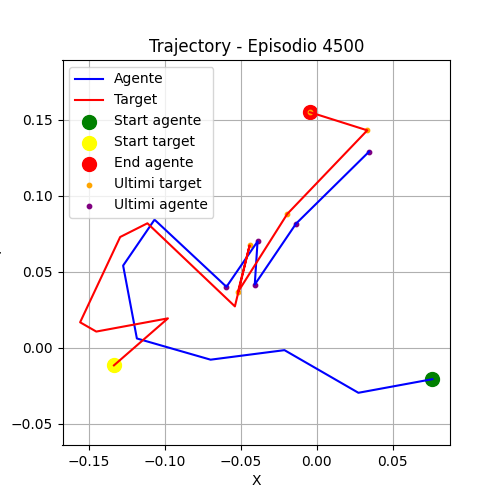 Trajectory - Episodio 4500
Agente
Target
Start agente
Start target
End agente
Ultimi target
Ultimi agente
0.15
0.10
0.05
0.00
−0.05
−0.15
−0.10
−0.05
0.00
0.05
X